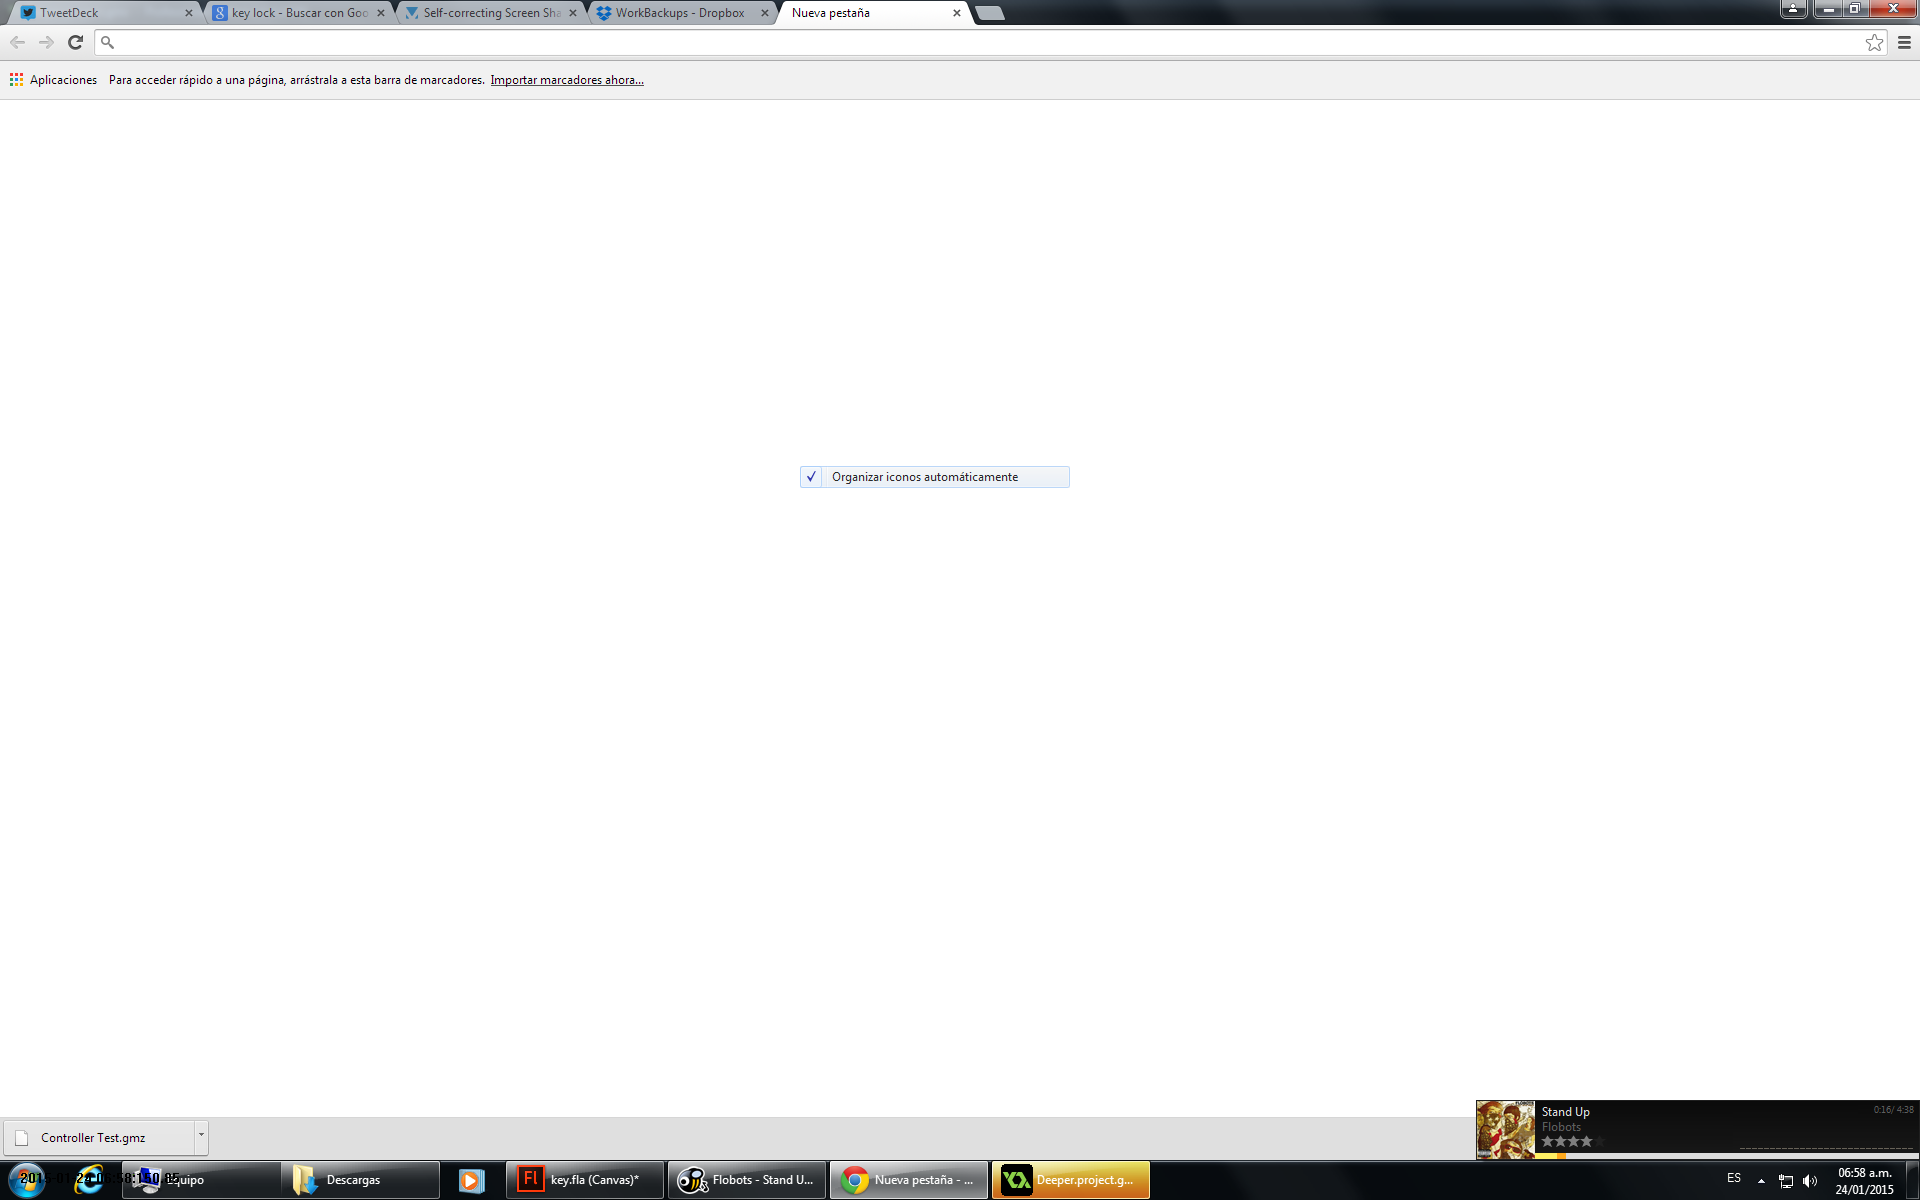 TweetDeck
key lock - Buscar con Goo
Self-correcting Screen Sha
WorkBackups - Dropbox
Nueva pestaña
Aplicaciones
Para acceder rápido a una página, arrástrala a esta barra de marcadores.
Importar marcadores ahora...
Organizar iconos automáticamente
Controller Test.gmz
Stand Up
0:16/ 4:38
Flobots
Equipo
Descargas
Fl
key.fla (Canvas)*
Flobots - Stand U...
Nueva pestaña - ...
Deeper.project.g...
ES
06:58 a.m.
24/01/2015